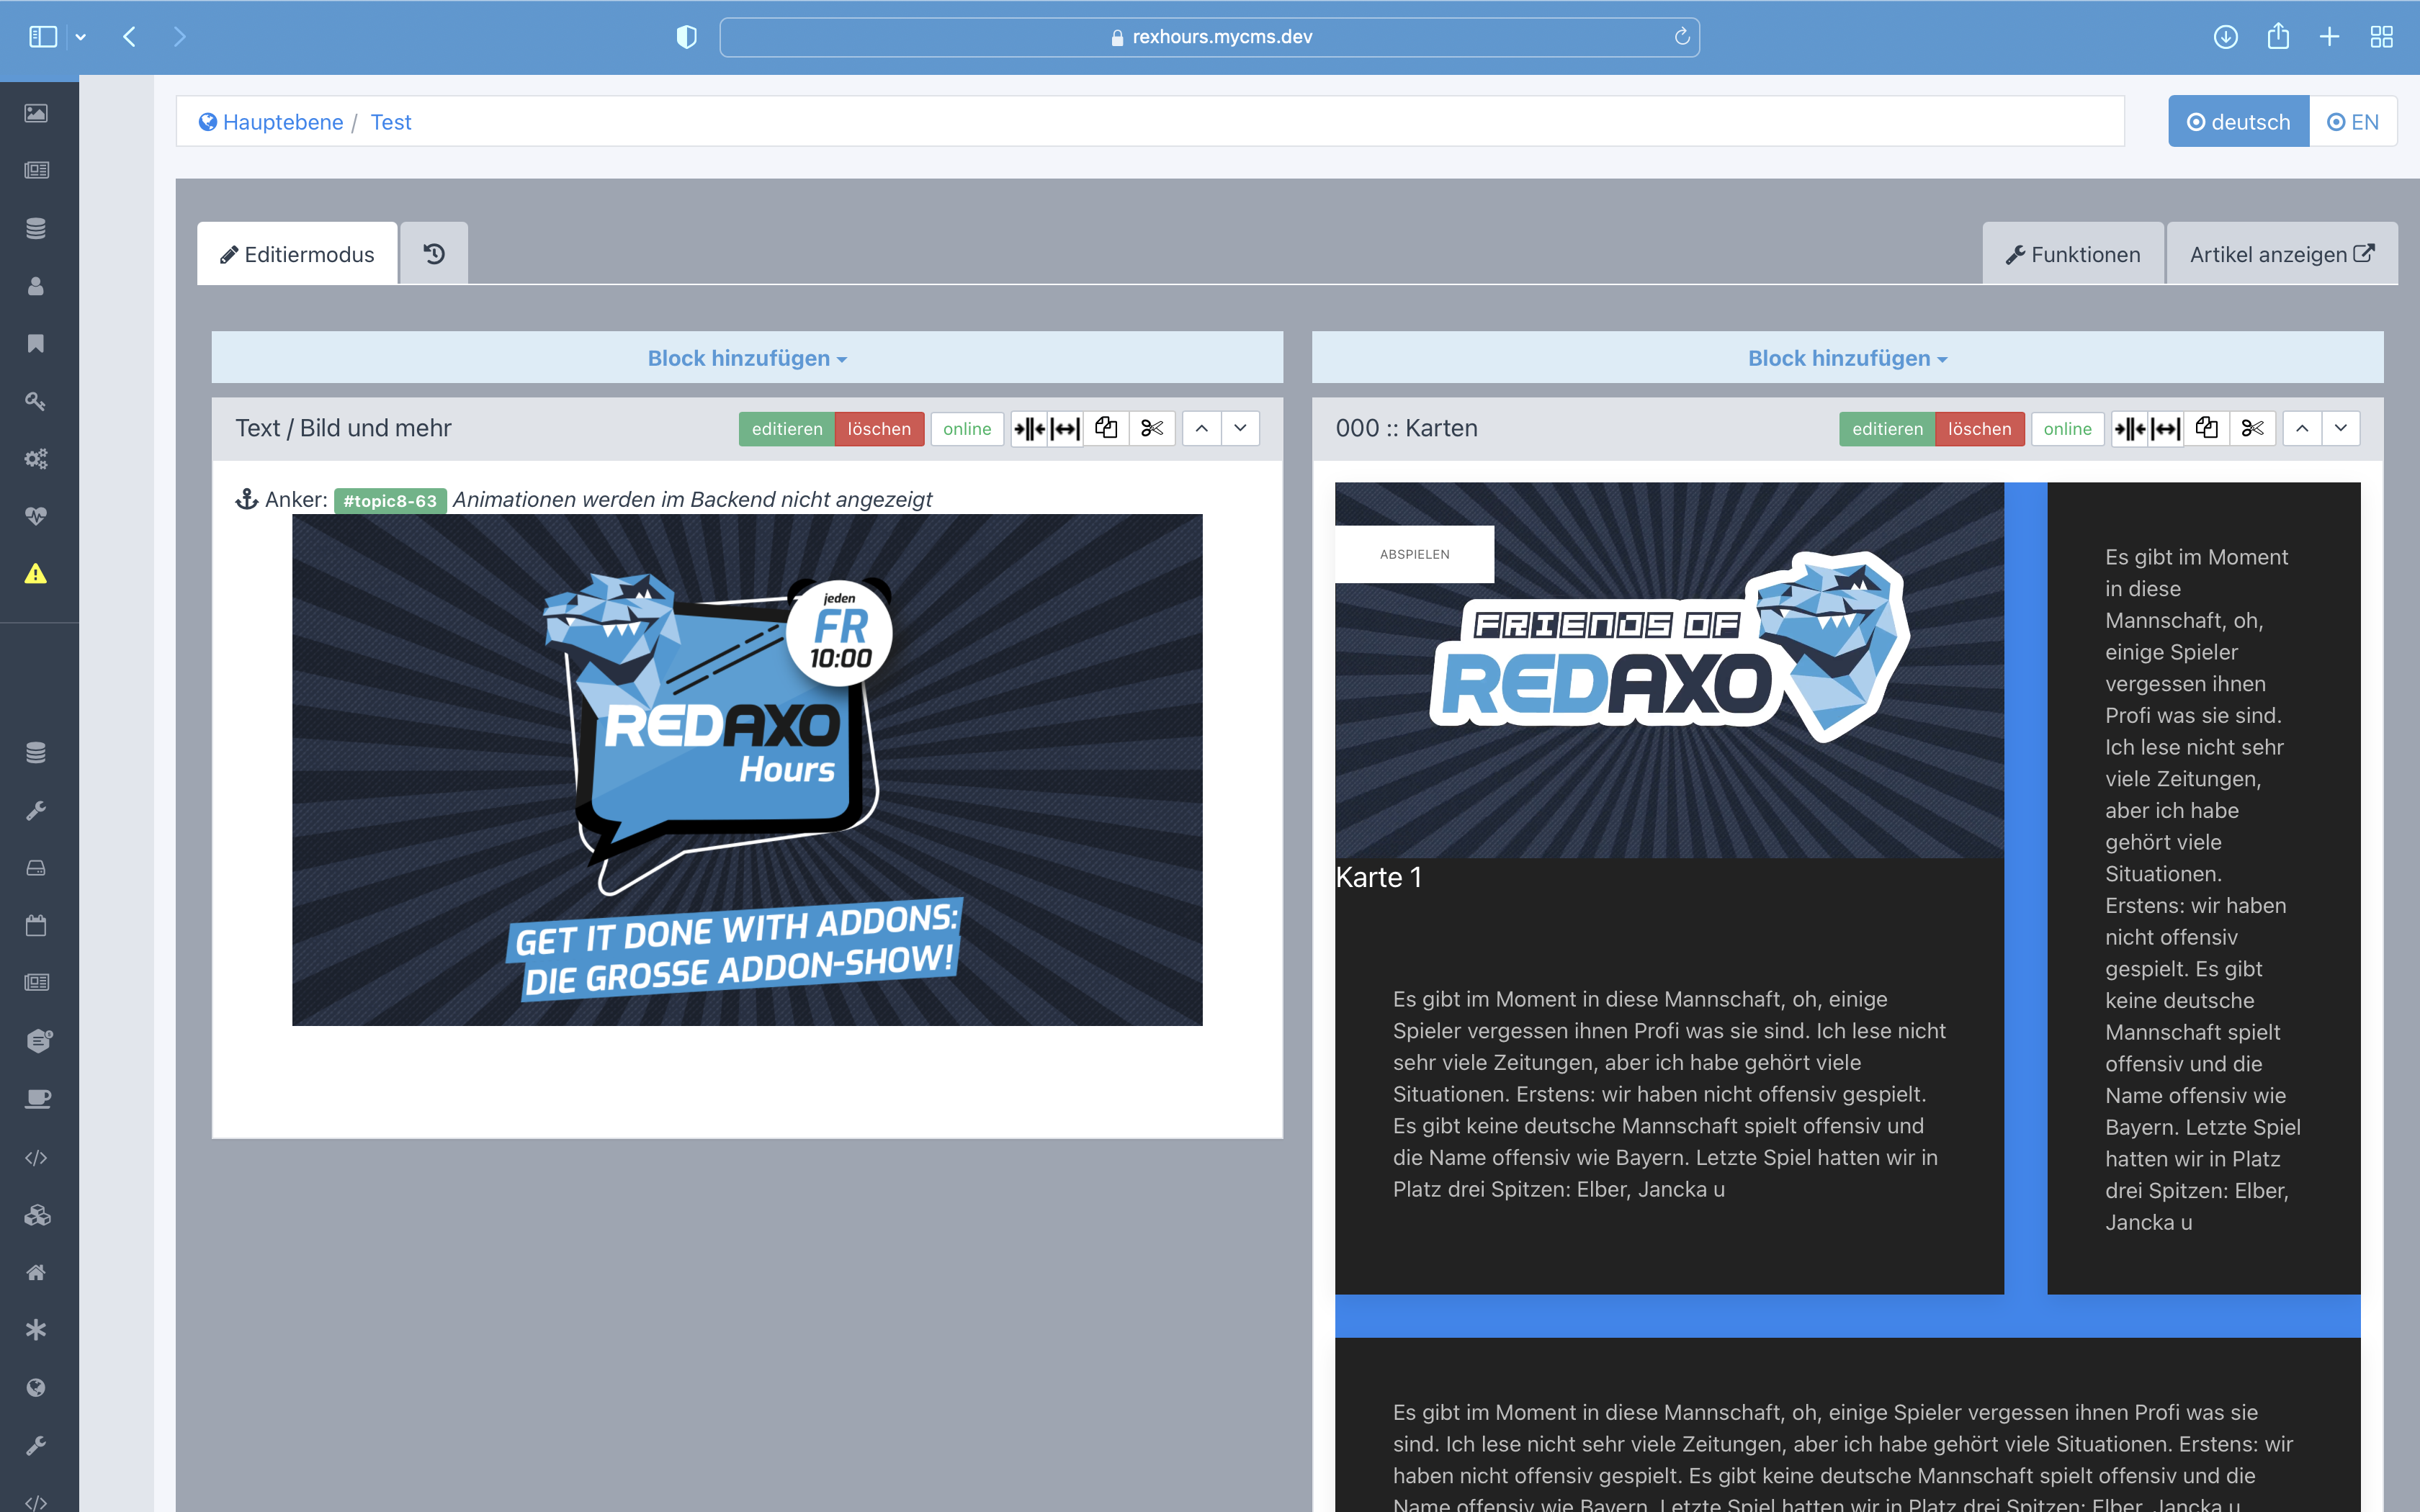 rexhours.mycms.dev
Hauptebene / Test
deutsch
EN
Editiermodus
Funktionen
Artikel anzeigen
Block hinzufügen
Text / Bild und mehr
editieren
löschen
online
Anker: #topic8-63 Animationen werden im Backend nicht angezeigt
jeden
FR
10:00
REDAXO
Hours
GET IT DONE WITH ADDONS:
DIE GROSSE ADDON-SHOW!
Block hinzufügen
000 :: Karten
editieren
löschen
online
ABSPIELEN
FRIENDS OF
REDAXO
Karte 1
Es gibt im Moment in diese Mannschaft, oh, einige
Spieler vergessen ihnen Profi was sie sind. Ich lese nicht
sehr viele Zeitungen, aber ich habe gehört viele
Situationen. Erstens: wir haben nicht offensiv gespielt.
Es gibt keine deutsche Mannschaft spielt offensiv und
die Name offensiv wie Bayern. Letzte Spiel hatten wir in
Platz drei Spitzen: Elber, Jancka u
Es gibt im Moment
in diese
Mannschaft, oh,
einige Spieler
vergessen ihnen
Profi was sie sind.
Ich lese nicht sehr
viele Zeitungen,
aber ich habe
gehört viele
Situationen.
Erstens: wir haben
nicht offensiv
gespielt. Es gibt
keine deutsche
Mannschaft spielt
offensiv und die
Name offensiv wie
Bayern. Letzte Spiel
hatten wir in Platz
drei Spitzen: Elber,
Jancka u
Es gibt im Moment in diese Mannschaft, oh, einige Spieler vergessen ihnen Profi was sie
sind. Ich lese nicht sehr viele Zeitungen, aber ich habe gehört viele Situationen. Erstens: wir
haben nicht offensiv gespielt. Es gibt keine deutsche Mannschaft spielt offensiv und die
Name offensiv wie Bayern. Letzte Spiel hatten wir in Platz drei Spitzen: Elber, Jancka u